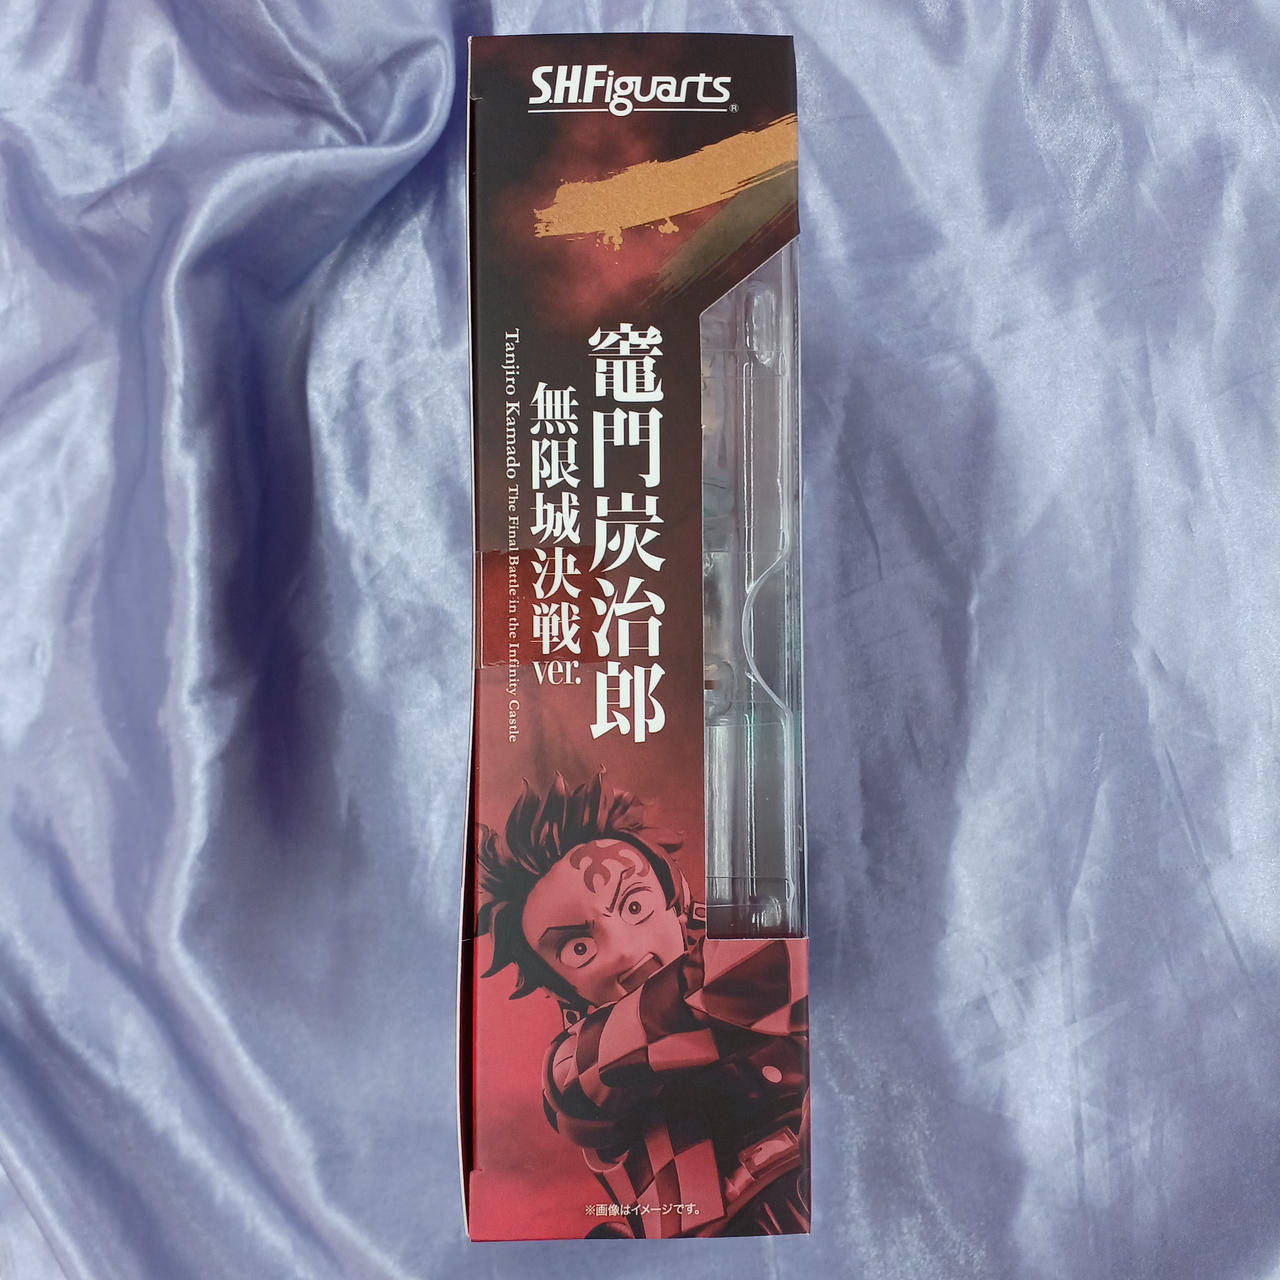 S.H.Figuarts®
竈門炭治郎
無限城決戦ver.
Tanjiro Kamado The Final Battle in the Infinity Castle
※画像はイメージです。